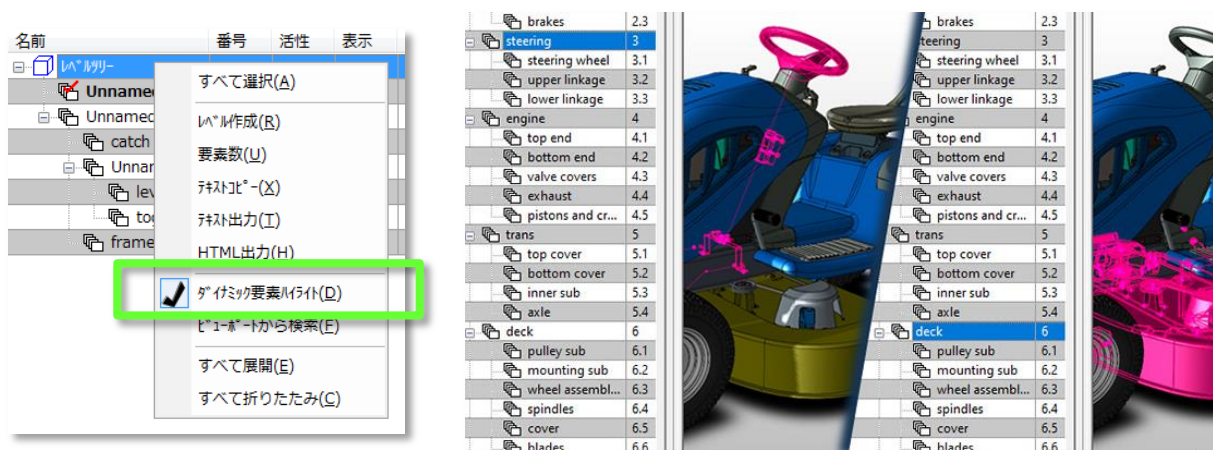 名前 番号 活性 表示
ﾚﾍﾞﾙﾂﾘｰ
Unname
Unnamed
catch
Unnar
lev
to
frame
すべて選択(A)
ﾚﾍﾞﾙ作成(R)
要素数(U)
ﾃｷｽﾄｺﾋﾟｰ(X)
ﾃｷｽﾄ出力(T)
HTML出力(H)
ﾀﾞｲﾅﾐｯｸ要素ﾊｲﾗｲﾄ(D)
ﾋﾞｭｰﾎﾟｰﾄから検索(F)
すべて展開(E)
すべて折りたたみ(C)
brakes 2.3
steering 3
steering wheel 3.1
upper linkage 3.2
lower linkage 3.3
engine 4
top end 4.1
bottom end 4.2
valve covers 4.3
exhaust 4.4
pistons and cr... 4.5
trans 5
top cover 5.1
bottom cover 5.2
inner sub 5.3
axle 5.4
deck 6
pulley sub 6.1
mounting sub 6.2
wheel assembl... 6.3
spindles 6.4
cover 6.5
blades 6.6
brakes 2.3
teering 3
steering wheel 3.1
upper linkage 3.2
lower linkage 3.3
engine 4
top end 4.1
bottom end 4.2
valve covers 4.3
exhaust 4.4
pistons and cr... 4.5
trans 5
top cover 5.1
bottom cover 5.2
inner sub 5.3
axle 5.4
deck 6
pulley sub 6.1
mounting sub 6.2
wheel assembl... 6.3
spindles 6.4
cover 6.5
blades 6.6